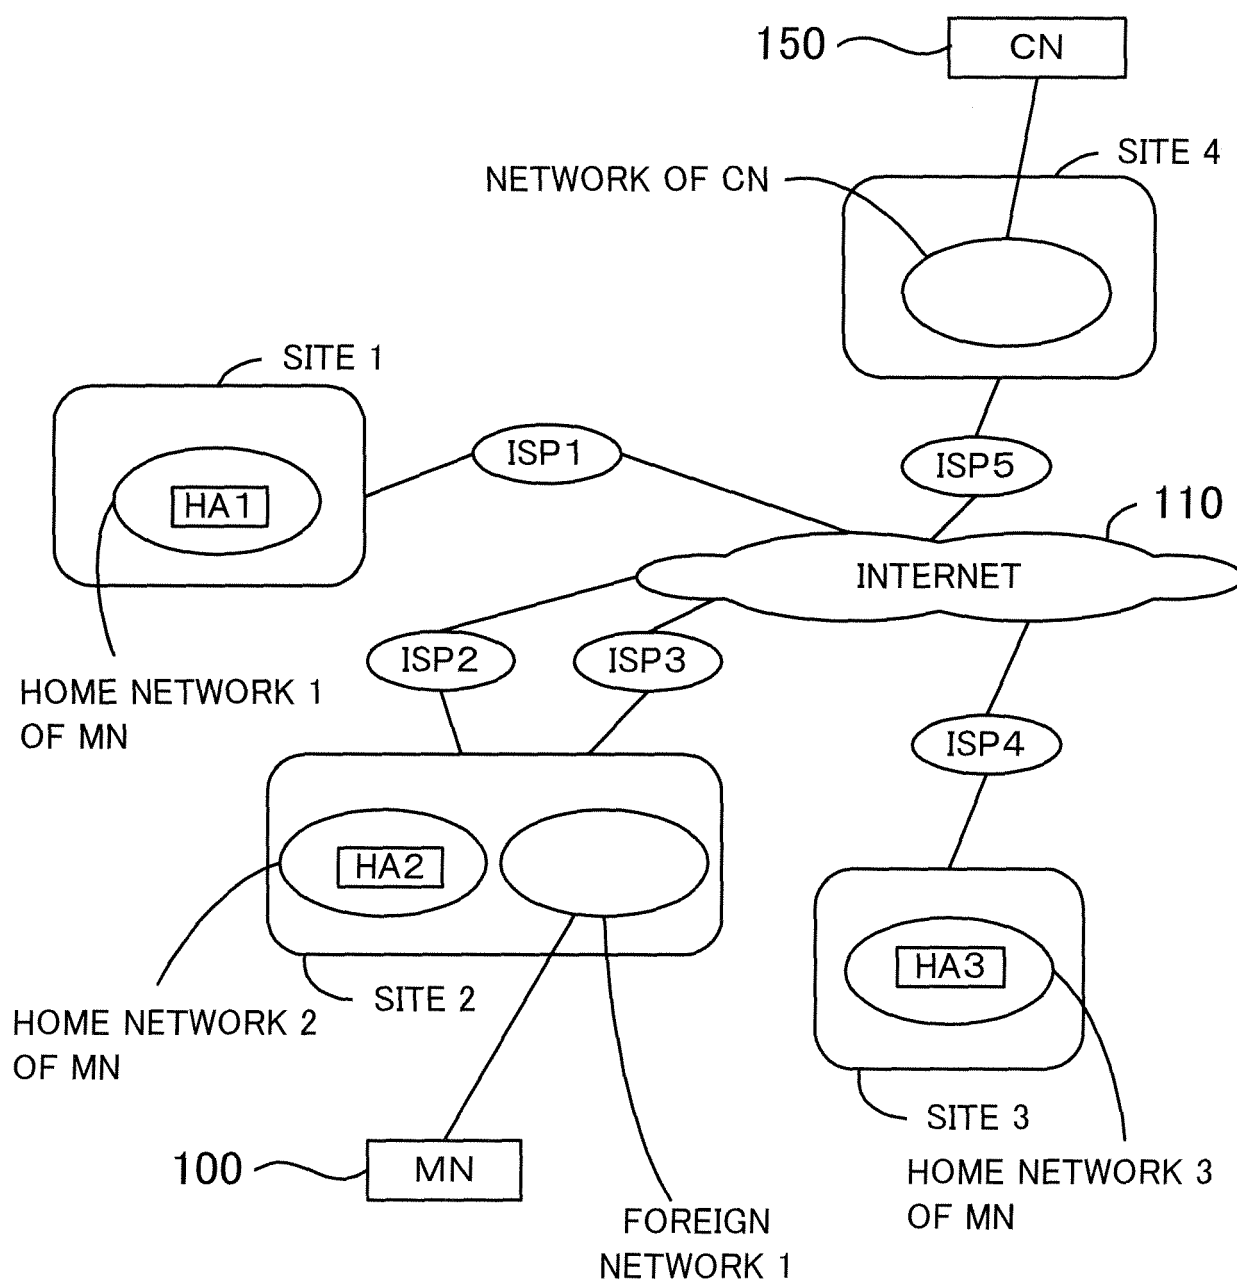 150
CN
SITE 4
NETWORK OF CN
SITE 1
ISP1
ISP5
HA1
110
INTERNET
ISP2
ISP3
HOME NETWORK 1
OF MN
ISP4
HA2
HA3
SITE 2
HOME NETWORK 2
OF MN
SITE 3
100
MN
HOME NETWORK 3
OF MN
FOREIGN
NETWORK 1